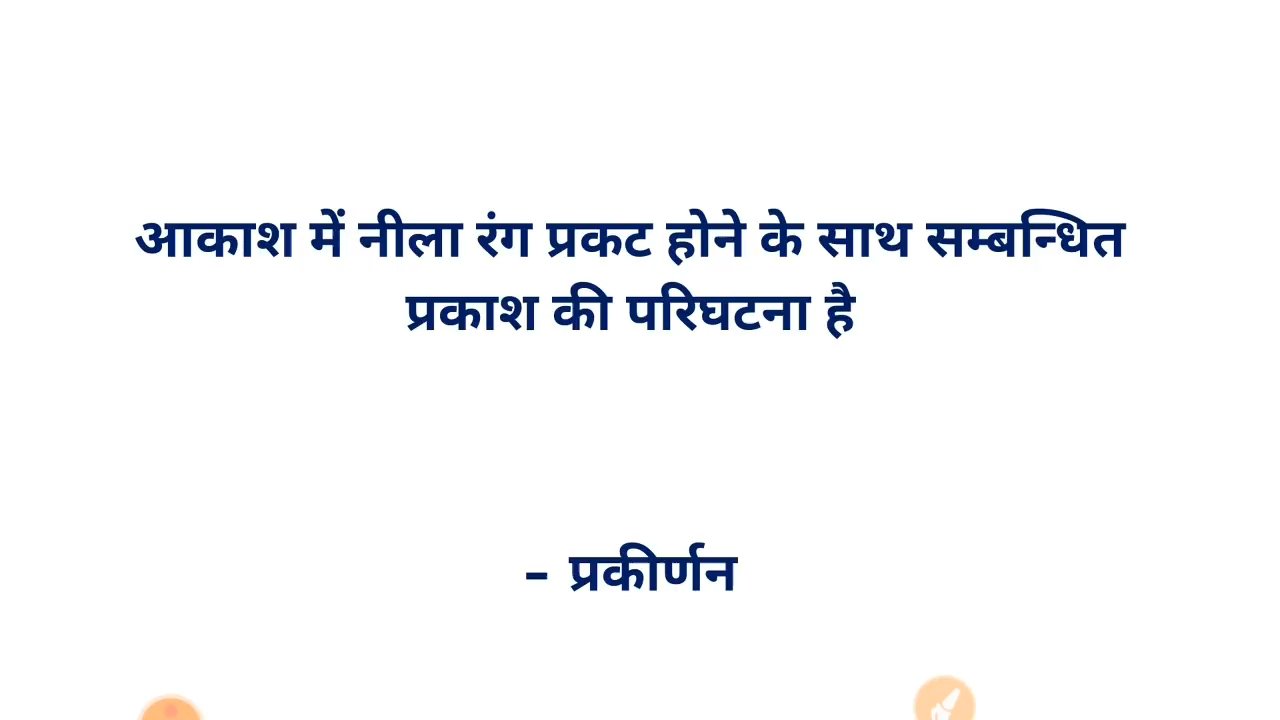 आकाश में नीला रंग प्रकट होने के साथ सम्बन्धित
प्रकाश की परिघटना है
– प्रकीर्णन